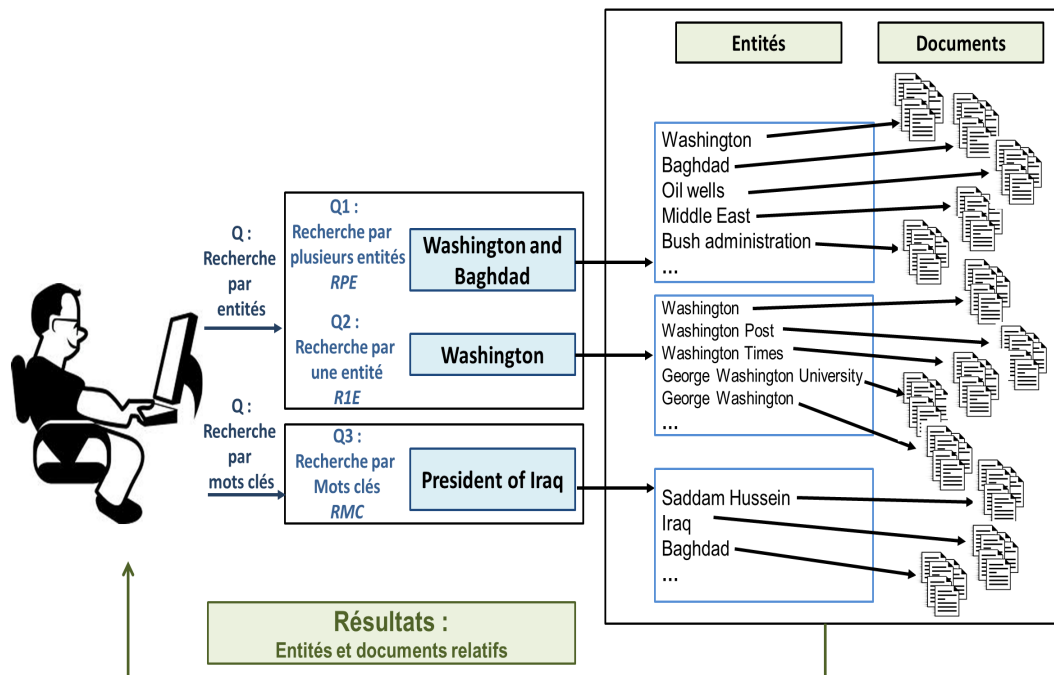 Entités
Documents
Q :
Recherche
par
entités
Q1 :
Recherche par
plusieurs entités
RPE
Washington and
Baghdad
Washington
Baghdad
Oil wells
Middle East
Bush administration
...
Q2 :
Recherche par
une entité
R1E
Washington
Washington
Washington Post
Washington Times
George Washington University
George Washington
...
Q :
Recherche
par
mots clés
Q3 :
Recherche par
Mots clés
RMC
President of Iraq
Saddam Hussein
Iraq
Baghdad
...
Résultats :
Entités et documents relatifs